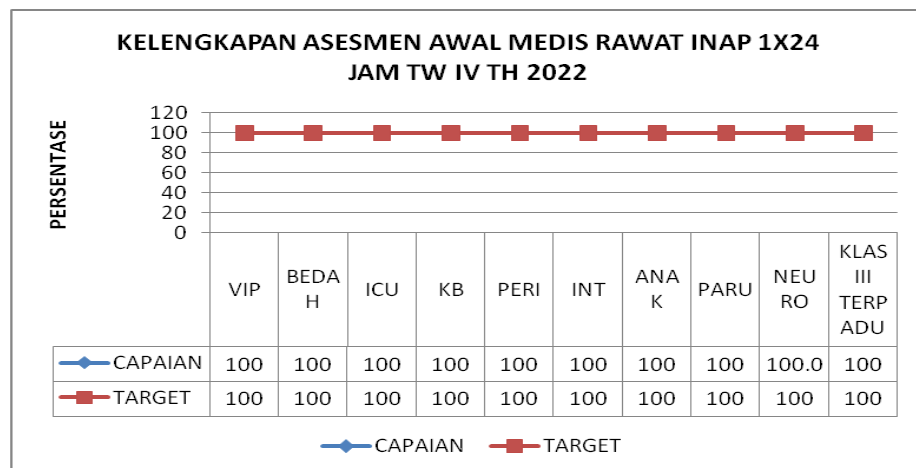 KELENGKAPAN ASESMEN AWAL MEDIS RAWAT INAP 1X24
JAM TW IV TH 2022
PERSENTASE
120
100
80
60
40
20
0
VIP BEDA
H ICU KB PERI INT ANA
K PARU NEU
RO KLAS
III
TERP
ADU
CAPAIAN 100 100 100 100 100 100 100 100 100.0 100
TARGET 100 100 100 100 100 100 100 100 100 100
CAPAIAN TARGET